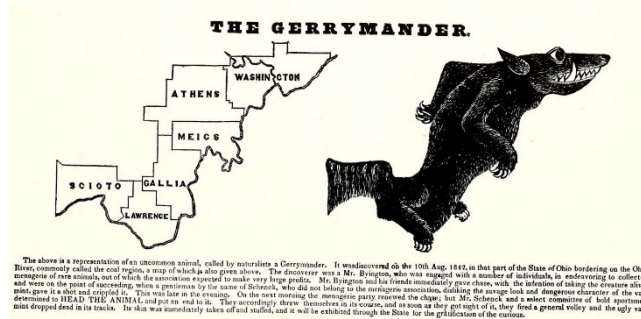 THE GERRYMANDER.
WASHINGTON
ATHENS
MEIGS
SCIOTO
GALLIA
LAWRENCE
The above is a representation of an uncommon animal, called by naturalists a Gerrymander. It wasdiscovered on the 10th Aug. 1842, in that part of the State of Ohio bordering on the Oh
River, commonly called the coal region, a map of which is also given above. The discoverer was a Mr. Byington, who was engaged with a number of individuals, in endeavoring to collect
menagerie of rare animals, out of which the association expected to make very large profits. Mr. Byington and his friends immediately gave chase, with the intention of taking the creature aliv
and were on the point of succeeding, when a gentleman by the name of Schenck, who did not belong to the menagerie association, disliking the savage look and dangerous character of the va
mint, gave it a shot and crippled it. This was late in the evening. On the next morning the menagerie party renewed the chase; but Mr. Schenck and a select committee of bold sportsm
determined to HEAD THE ANIMAL and put an end to it. They accordingly threw themselves in its course, and as soon as they got sight of it, they fired a general volley and the ugly
mint dropped dead in its tracks. Its skin was immediately taken off and stuffed, and it will be exhibited through the State for the gratification of the curious.